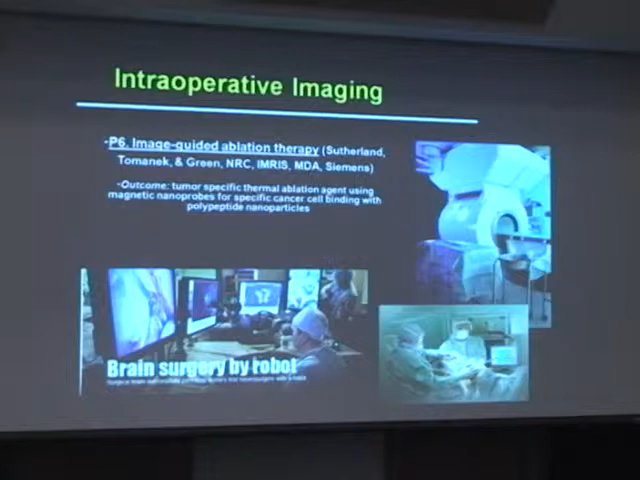 Intraoperative Imaging
-P6. Image-guided ablation therapy (Sutherland,
Tomanek, & Green, NRC, IMRIS, MDA, Siemens)
-Outcome: tumor specific thermal ablation agent using
magnetic nanoprobes for specific cancer cell binding with
polypeptide nanoparticles
Brain surgery by robot